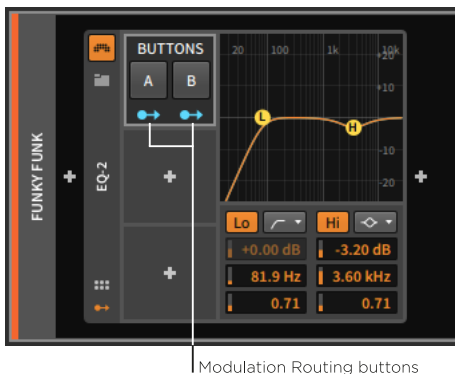 FUNKY FUNK
EQ-2
BUTTONS
A B
20 100 1k 10k
+20
+10
-10
-20
L
H
Lo Hi
+0.00 dB -3.20 dB
81.9 Hz 3.60 kHz
0.71 0.71
Modulation Routing buttons